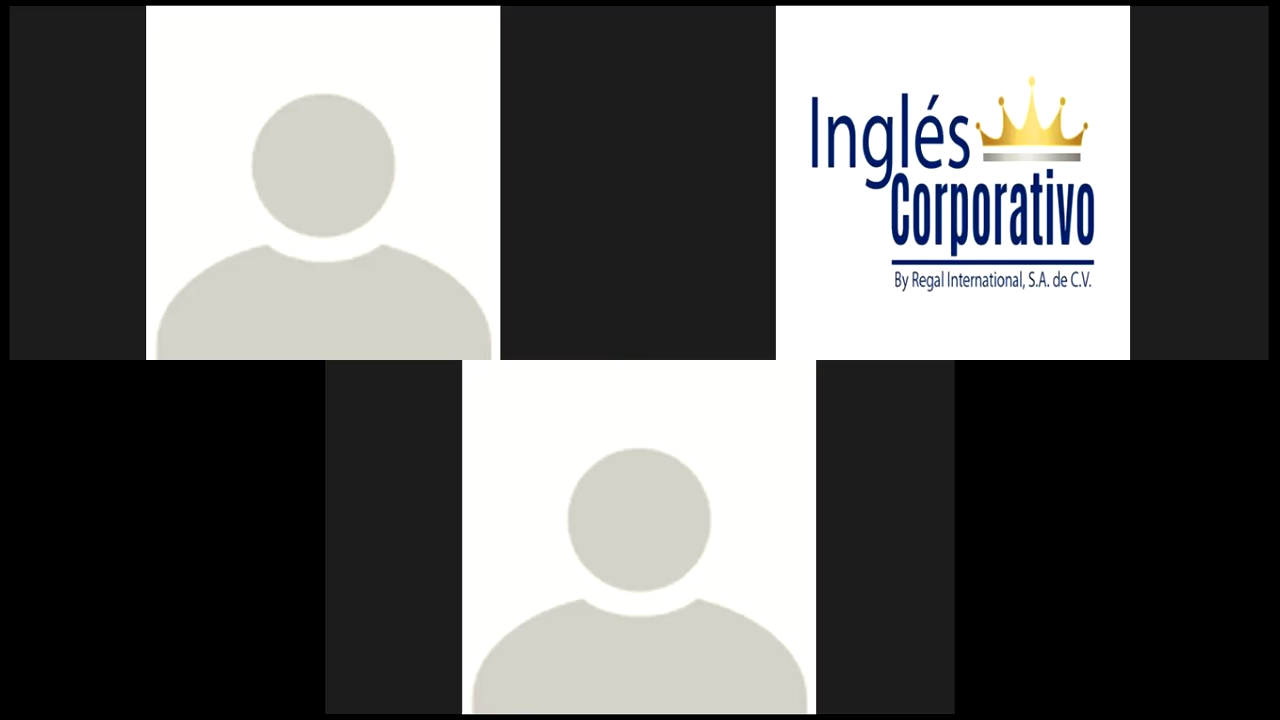 Inglés
Corporativo
By Regal International, S.A. de C.V.